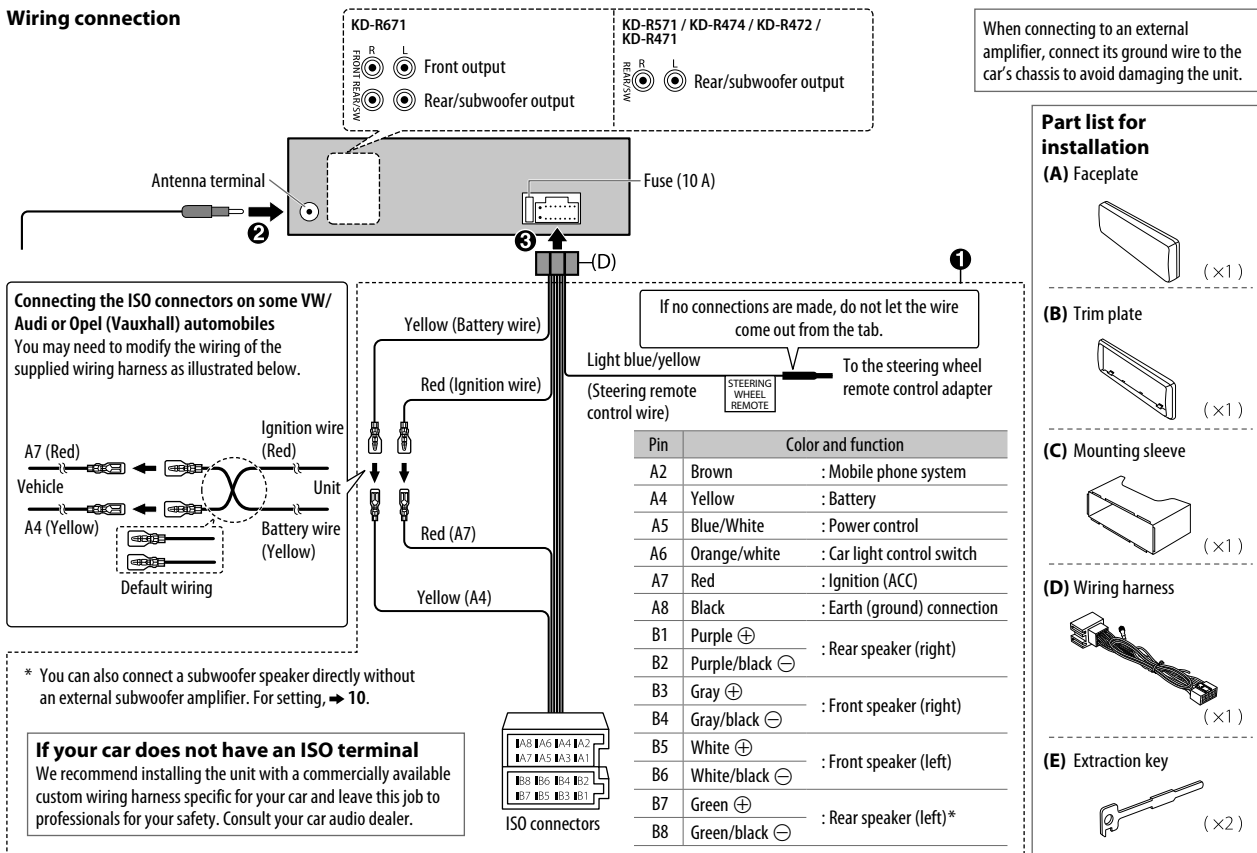 Wiring connection
KD-R671
R L
FRONT
Front output
REAR/SW
Rear/subwoofer output
KD-R571 / KD-R474 / KD-R472 /
KD-R471
R L
REAR/SW
Rear/subwoofer output
When connecting to an external
amplifier, connect its ground wire to the
car's chassis to avoid damaging the unit.
Antenna terminal
Fuse (10 A)
2
3
(D)
1
Connecting the ISO connectors on some VW/
Audi or Opel (Vauxhall) automobiles
You may need to modify the wiring of the
supplied wiring harness as illustrated below.
Ignition wire
(Red)
A7 (Red)
Vehicle
Unit
A4 (Yellow)
Battery wire
(Yellow)
Default wiring
Yellow (Battery wire)
Red (Ignition wire)
Red (A7)
Yellow (A4)
If no connections are made, do not let the wire
come out from the tab.
Light blue/yellow
(Steering remote
control wire)
STEERING
WHEEL
REMOTE
To the steering wheel
remote control adapter
Pin Color and function
A2 Brown : Mobile phone system
A4 Yellow : Battery
A5 Blue/White : Power control
A6 Orange/white : Car light control switch
A7 Red : Ignition (ACC)
A8 Black : Earth (ground) connection
B1 Purple ⊕
: Rear speaker (right)
B2 Purple/black ⊖
B3 Gray ⊕
: Front speaker (right)
B4 Gray/black ⊖
B5 White ⊕
: Front speaker (left)
B6 White/black ⊖
B7 Green ⊕
: Rear speaker (left)*
B8 Green/black ⊖
* You can also connect a subwoofer speaker directly without
an external subwoofer amplifier. For setting, ➡ 10.
If your car does not have an ISO terminal
We recommend installing the unit with a commercially available
custom wiring harness specific for your car and leave this job to
professionals for your safety. Consult your car audio dealer.
A8 A6 A4 A2
A7 A5 A3 A1
B8 B6 B4 B2
B7 B5 B3 B1
ISO connectors
Part list for
installation
(A) Faceplate
(×1)
(B) Trim plate
(×1)
(C) Mounting sleeve
(×1)
(D) Wiring harness
(×1)
(E) Extraction key
(×2)